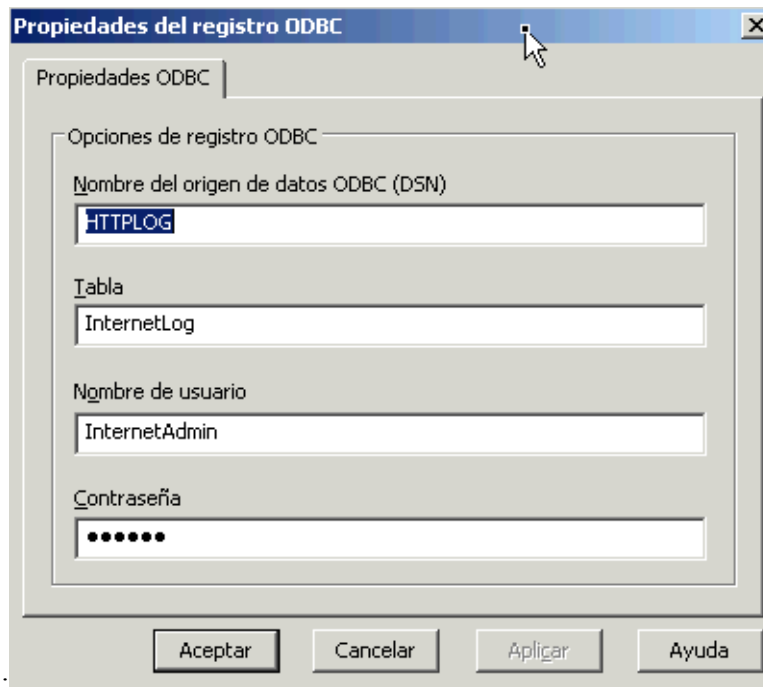 Propiedades del registro ODBC
Propiedades ODBC
Opciones de registro ODBC
Nombre del origen de datos ODBC (DSN)
HTTPLOG
Tabla
InternetLog
Nombre de usuario
InternetAdmin
Contraseña
●●●●●●
Aceptar Cancelar Aplicar Ayuda
.